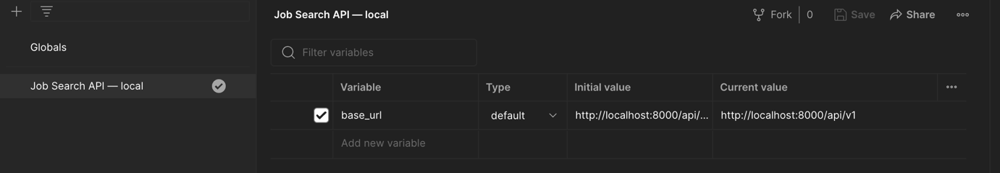 Globals
Job Search API — local
Job Search API — local
Fork 0 Save Share
Filter variables
Variable Type Initial value Current value
base_url default http://localhost:8000/api/... http://localhost:8000/api/v1
Add new variable